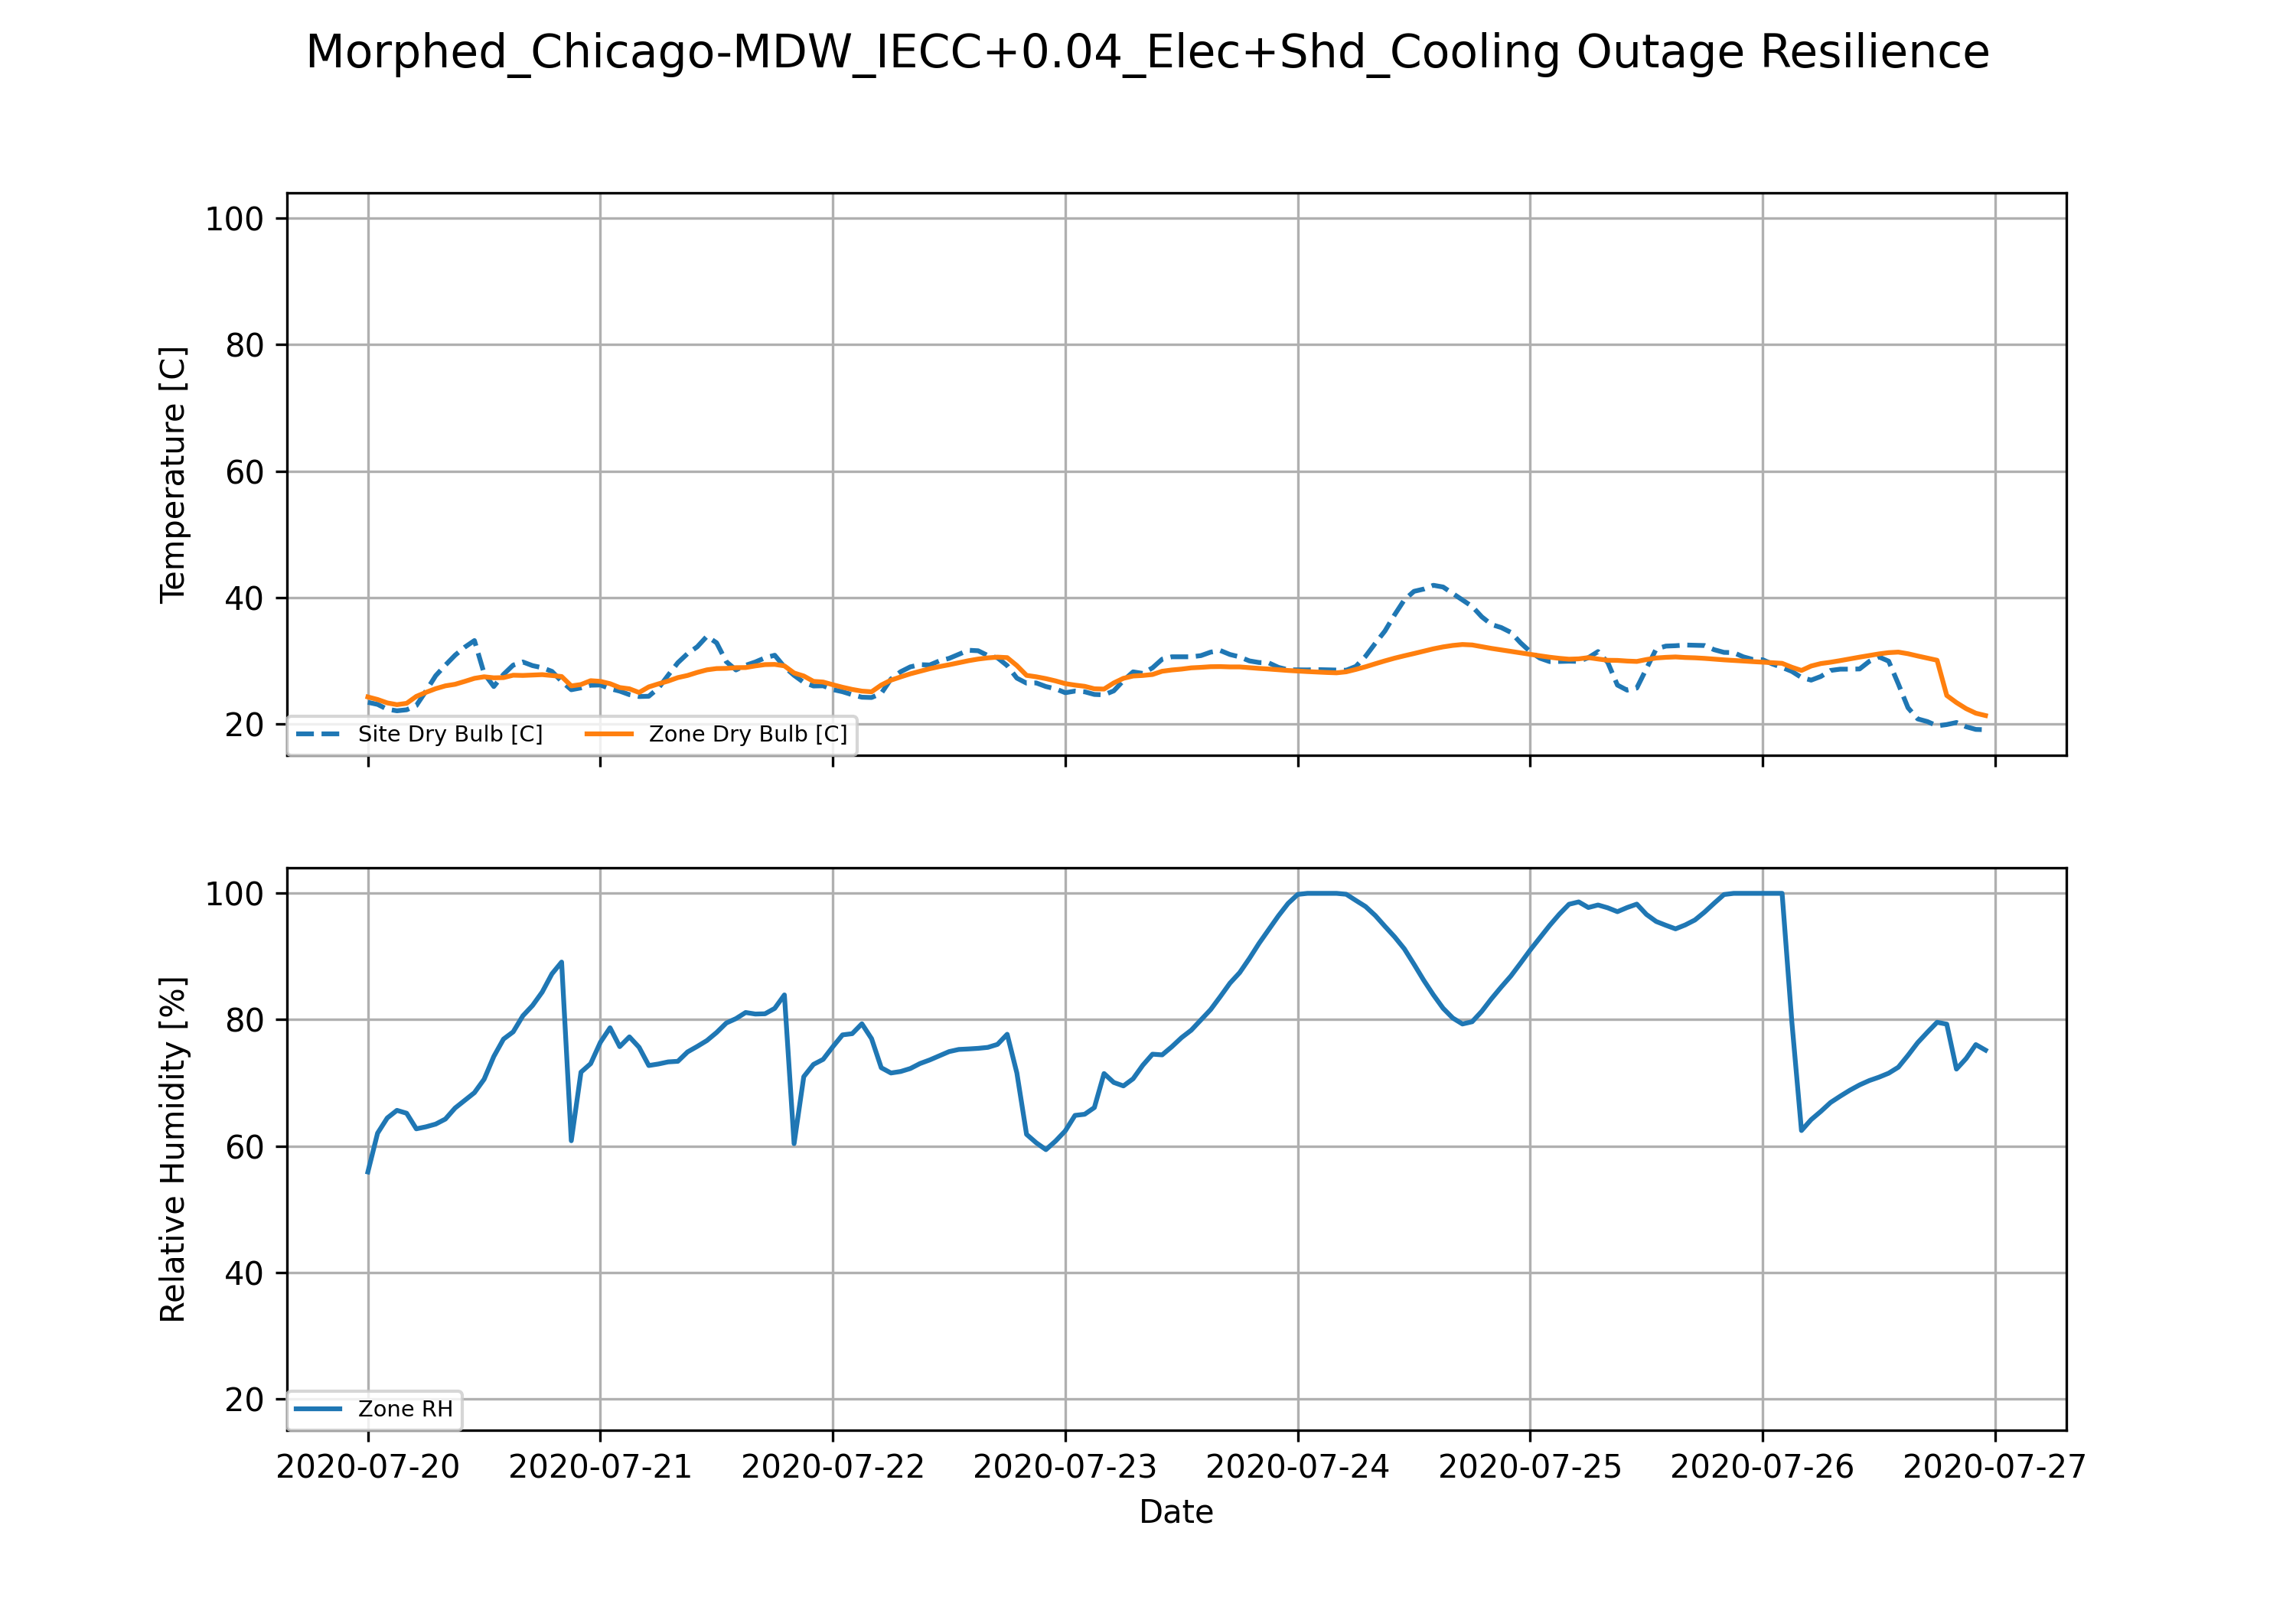 Morphed_Chicago-MDW_IECC+0.04_Elec+Shd_Cooling Outage Resilience
100
80
60
40
20
Temperature [C]
Site Dry Bulb [C] Zone Dry Bulb [C]
100
80
60
40
20
Relative Humidity [%]
Zone RH
2020-07-20 2020-07-21 2020-07-22 2020-07-23 2020-07-24 2020-07-25 2020-07-26 2020-07-27
Date